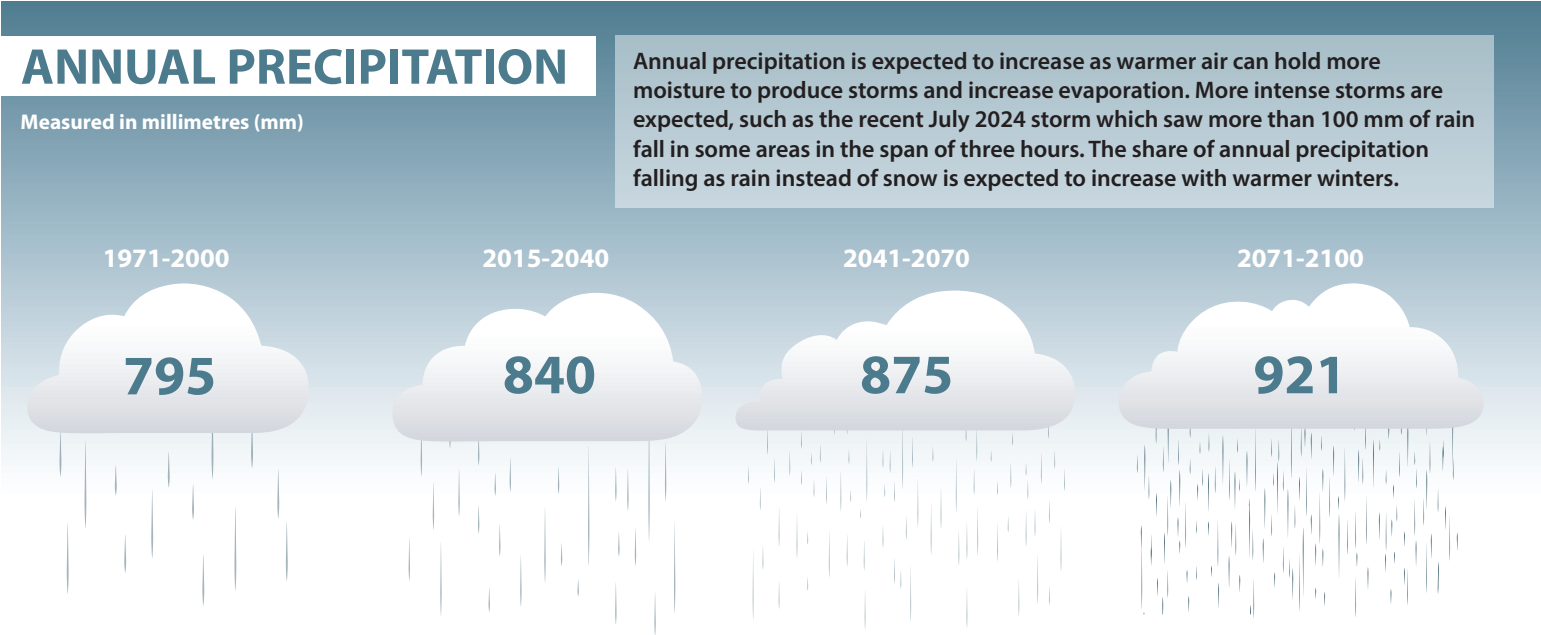 ANNUAL PRECIPITATION
Measured in millimetres (mm)
Annual precipitation is expected to increase as warmer air can hold more
moisture to produce storms and increase evaporation. More intense storms are
expected, such as the recent July 2024 storm which saw more than 100 mm of rain
fall in some areas in the span of three hours. The share of annual precipitation
falling as rain instead of snow is expected to increase with warmer winters.
1971-2000
2015-2040
2041-2070
2071-2100
795
840
875
921